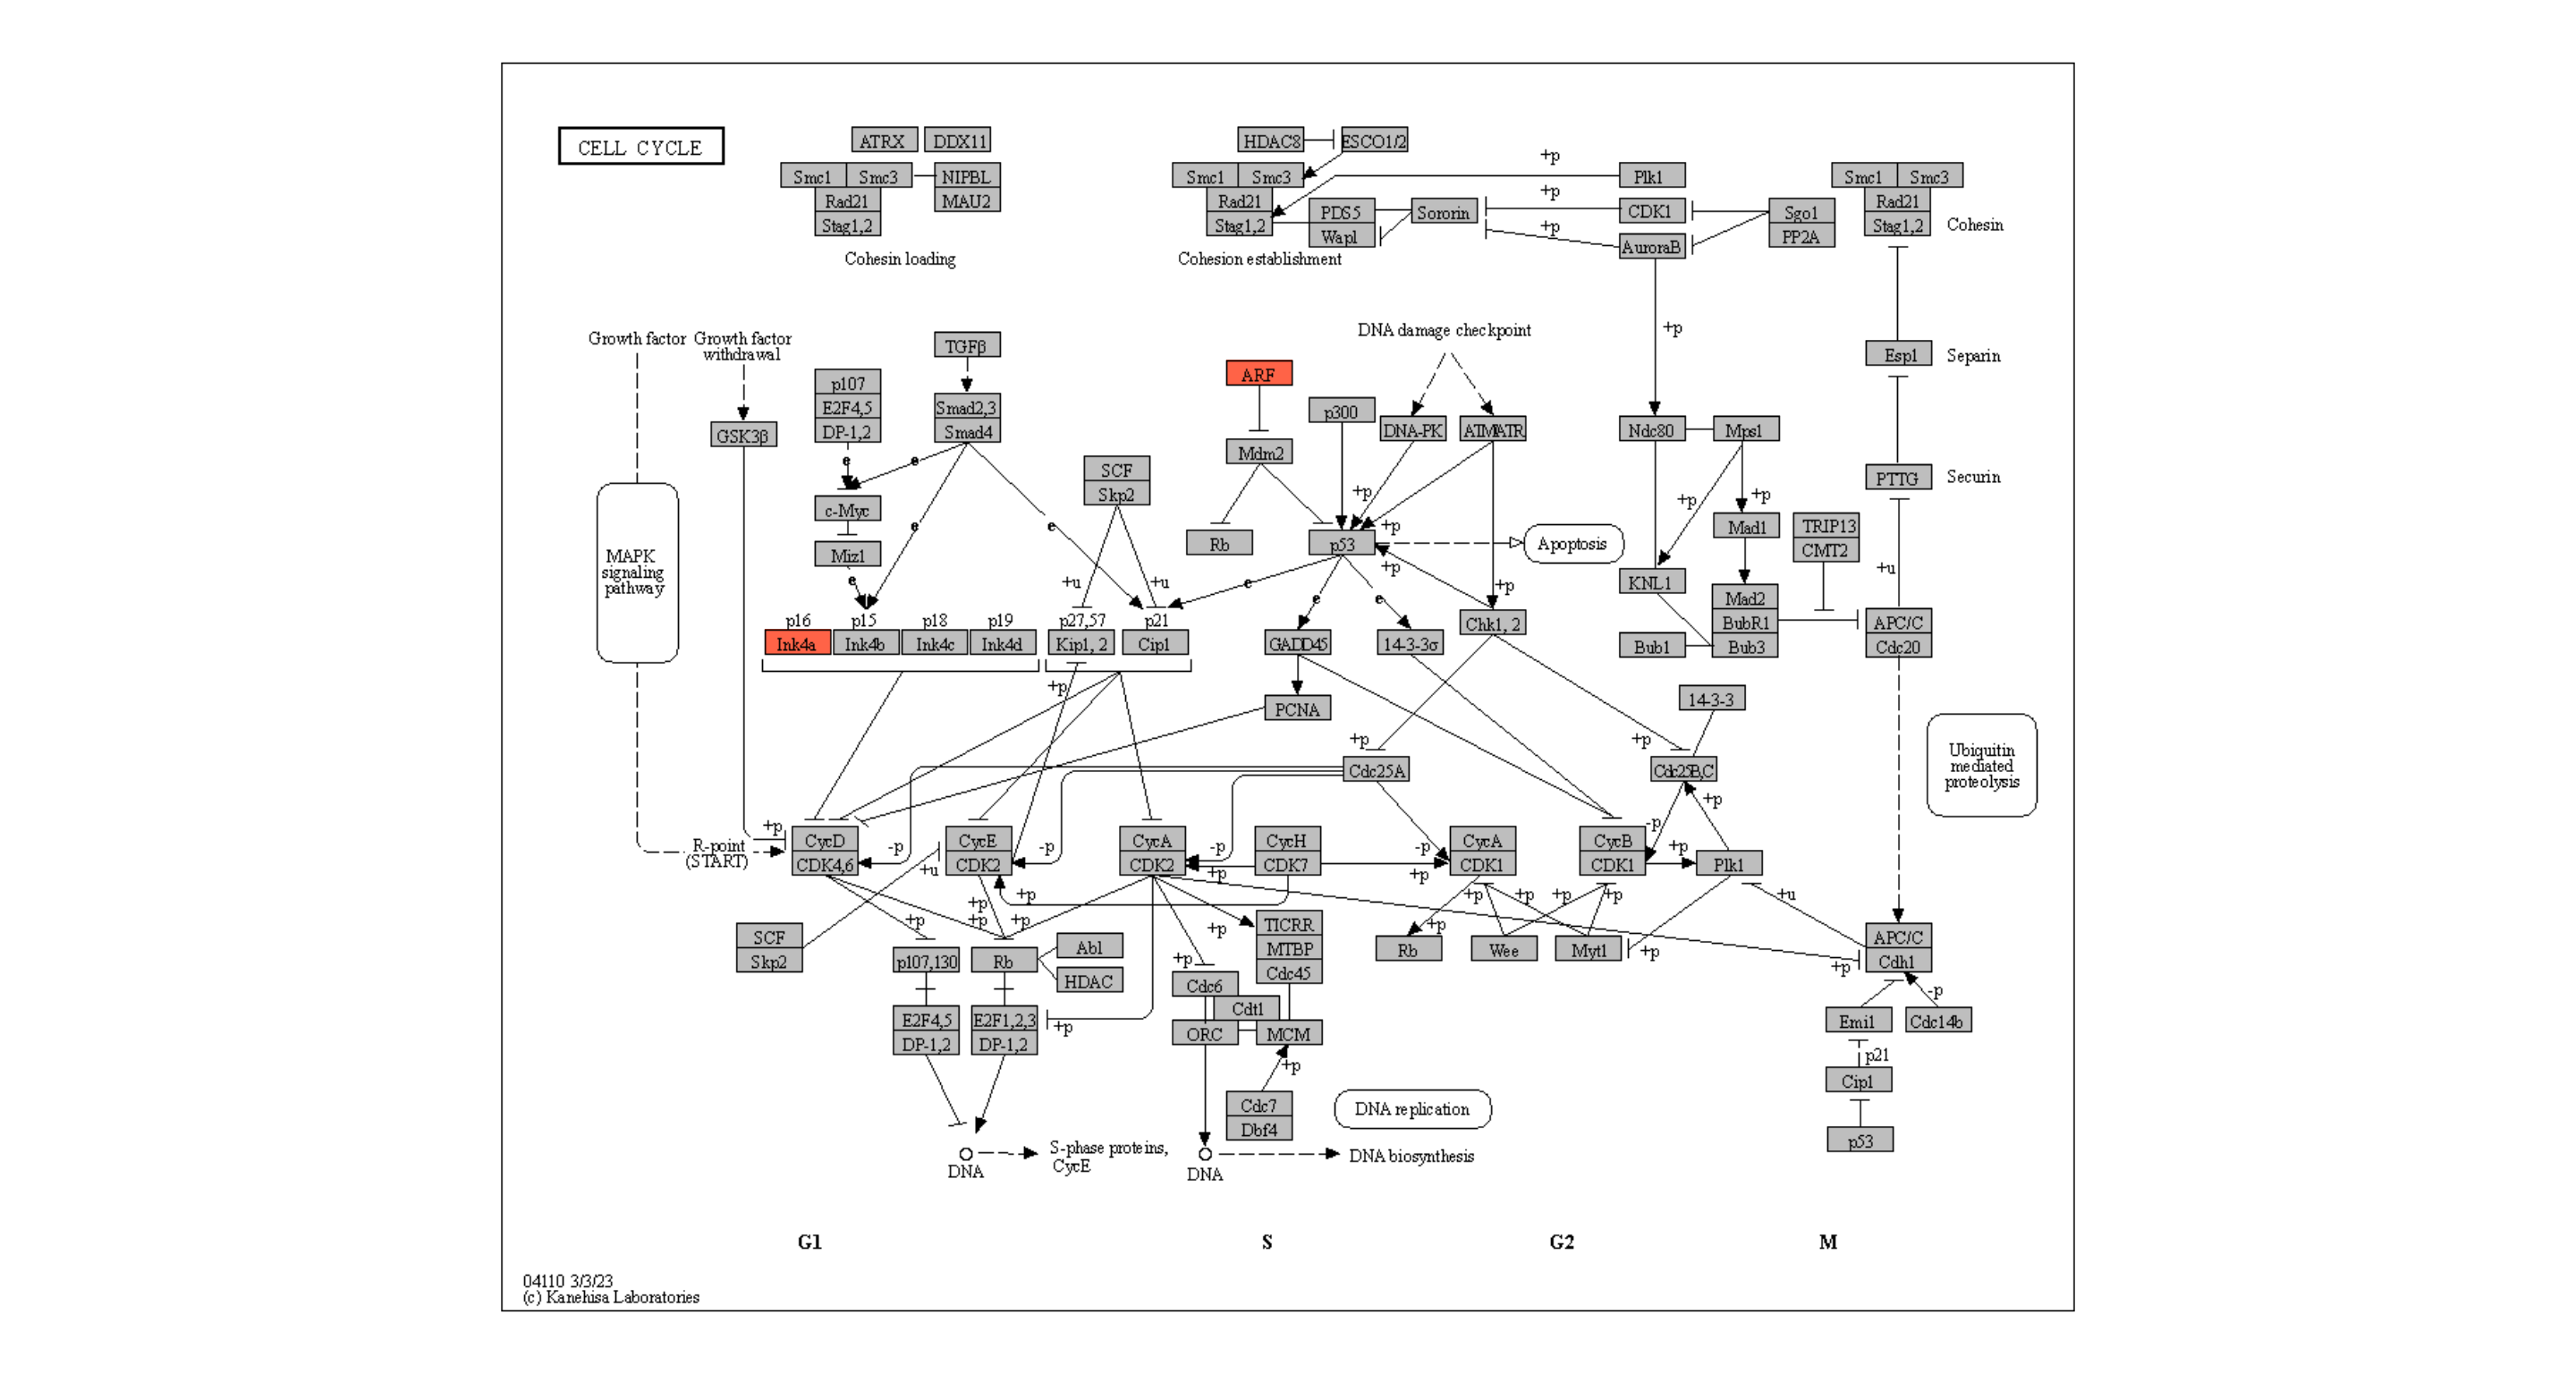 CELL CYCLE
ATRX DDX11
Smc1 Smc3 NIPBL
Rad21 MAU2
Stag1,2
Cohesin loading
HDAC8 ESCO1/2
Smc1 Smc3
Rad21
Stag1,2
PDS5
Wapl
Sororin
Cohesion establishment
+p
Plk1
+p
CDK1
+p
AuroraB
Sgo1
PP2A
Smc1 Smc3
Rad21
Stag1,2
Cohesin
+p
Growth factor
Growth factor
withdrawal
GSK3β
MAPK
signaling
pathway
p107
E2F4,5
DP-1,2
TGFβ
Smad2,3
Smad4
e
e
e
e
c-Myc
Miz1
e
SCF
Skp2
+u
+u
ARF
Mdm2
Rb
p300
DNA damage checkpoint
DNA-PK
ATM/ATR
+p
+p
p53
+p
Apoptosis
+p
e
e
e
Chk1, 2
GADD45
14-3-3σ
PCNA
Ndc80
Mps1
+p
+p
Mad1
KNL1
Mad2
BubR1
Bub3
Bub1
TRIP13
CMT2
Esp1
Separin
PTTG
Securin
+u
APC/C
Cdc20
p16 p15 p18 p19 p27,57 p21
Ink4a Ink4b Ink4c Ink4d Kip1, 2 Cip1
+p
14-3-3
+p
Cdc25A
+p
Cdc25B,C
+p
-p
Ubiquitin
mediated
proteolysis
R-point
(START)
+p
CycD
CDK4,6
-p
CycE
CDK2
-p
+u
CycA
CDK2
-p
+p
CycH
CDK7
-p
+p
CycA
CDK1
CycB
CDK1
+p
Plk1
+u
SCF
Skp2
+p
+p
+p
+p
+p
p107,130
Rb
Abl
HDAC
E2F4,5
DP-1,2
E2F1,2,3
DP-1,2
+p
+p
+p
TICRR
MTBP
Cdc45
Cdc6
Cdt1
ORC
MCM
+p
Cdc7
Dbf4
+p
+p
+p
+p
+p
Rb
Wee
Myt1
+p
+p
APC/C
Cdh1
-p
Emi1
Cdc14b
p21
Cip1
p53
DNA replication
DNA
S-phase proteins,
CycE
DNA
DNA biosynthesis
G1 S G2 M
04110 3/3/23
(c) Kanehisa Laboratories